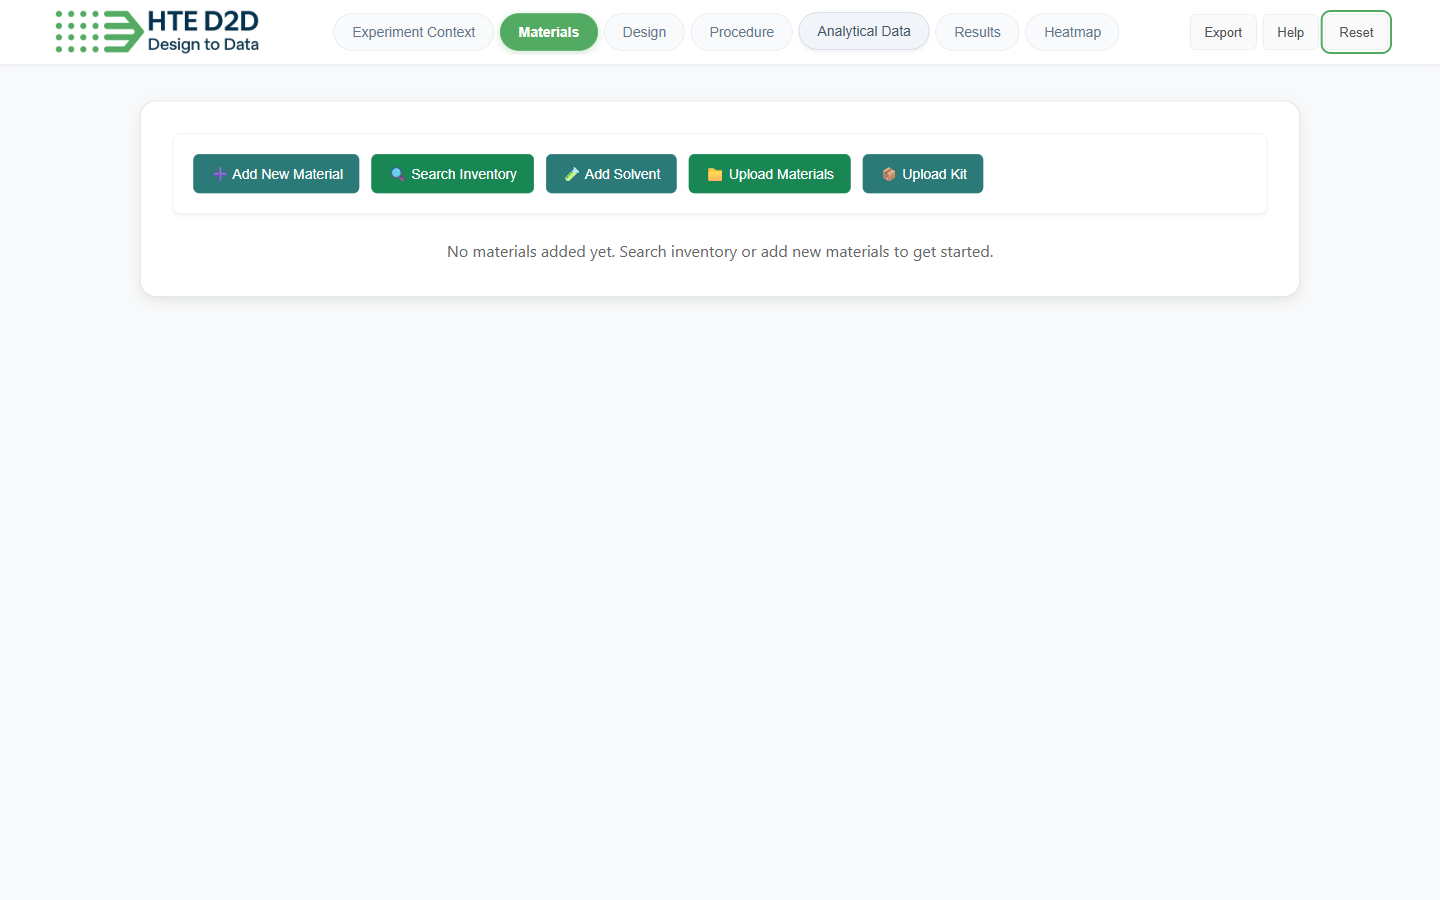 HTE D2D
Design to Data
Experiment Context
Materials
Design
Procedure
Analytical Data
Results
Heatmap
Export
Help
Reset
Add New Material
Search Inventory
Add Solvent
Upload Materials
Upload Kit
No materials added yet. Search inventory or add new materials to get started.